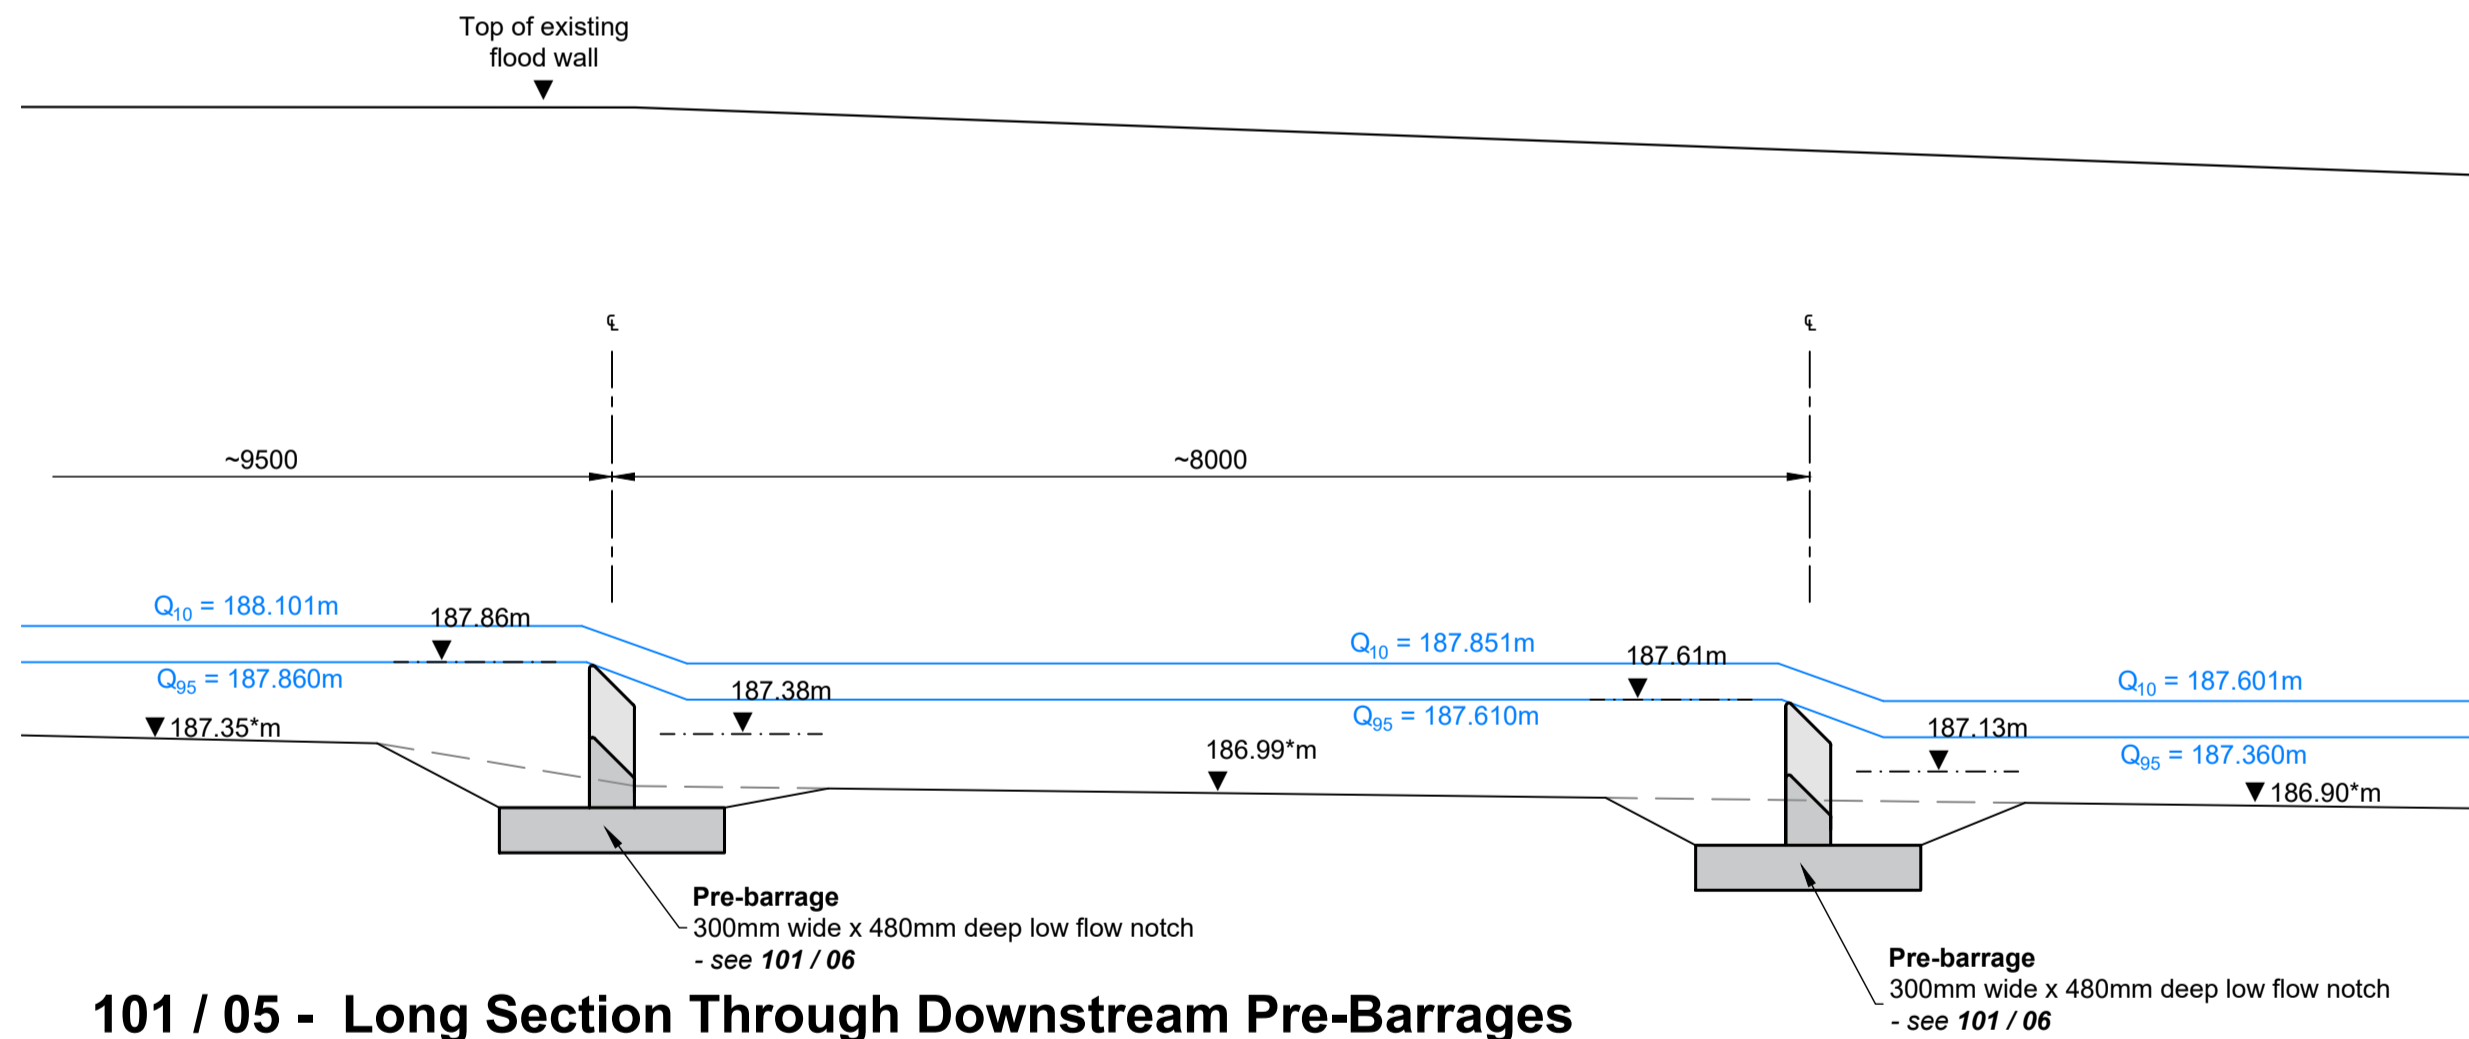 Top of existing
flood wall
℄
℄
~9500
~8000
Q10 = 188.101m
187.86m
Q95 = 187.860m
187.35*m
187.38m
Q10 = 187.851m
187.61m
Q95 = 187.610m
186.99*m
Q10 = 187.601m
187.13m
Q95 = 187.360m
186.90*m
Pre-barrage
300mm wide x 480mm deep low flow notch
- see 101 / 06
Pre-barrage
300mm wide x 480mm deep low flow notch
- see 101 / 06
101 / 05 - Long Section Through Downstream Pre-Barrages